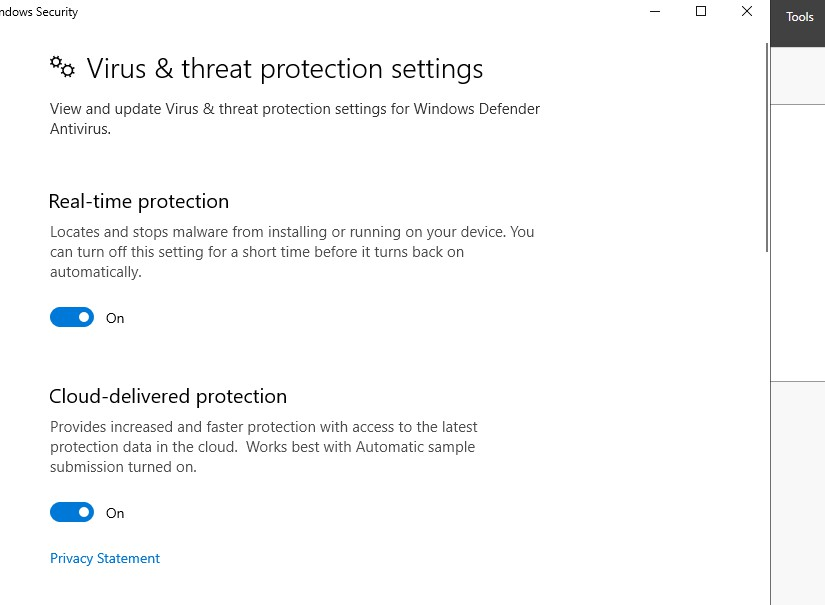 ndows Security
Tools
Virus & threat protection settings
View and update Virus & threat protection settings for Windows Defender
Antivirus.
Real-time protection
Locates and stops malware from installing or running on your device. You
can turn off this setting for a short time before it turns back on
automatically.
On
Cloud-delivered protection
Provides increased and faster protection with access to the latest
protection data in the cloud.  Works best with Automatic sample
submission turned on.
On
Privacy Statement